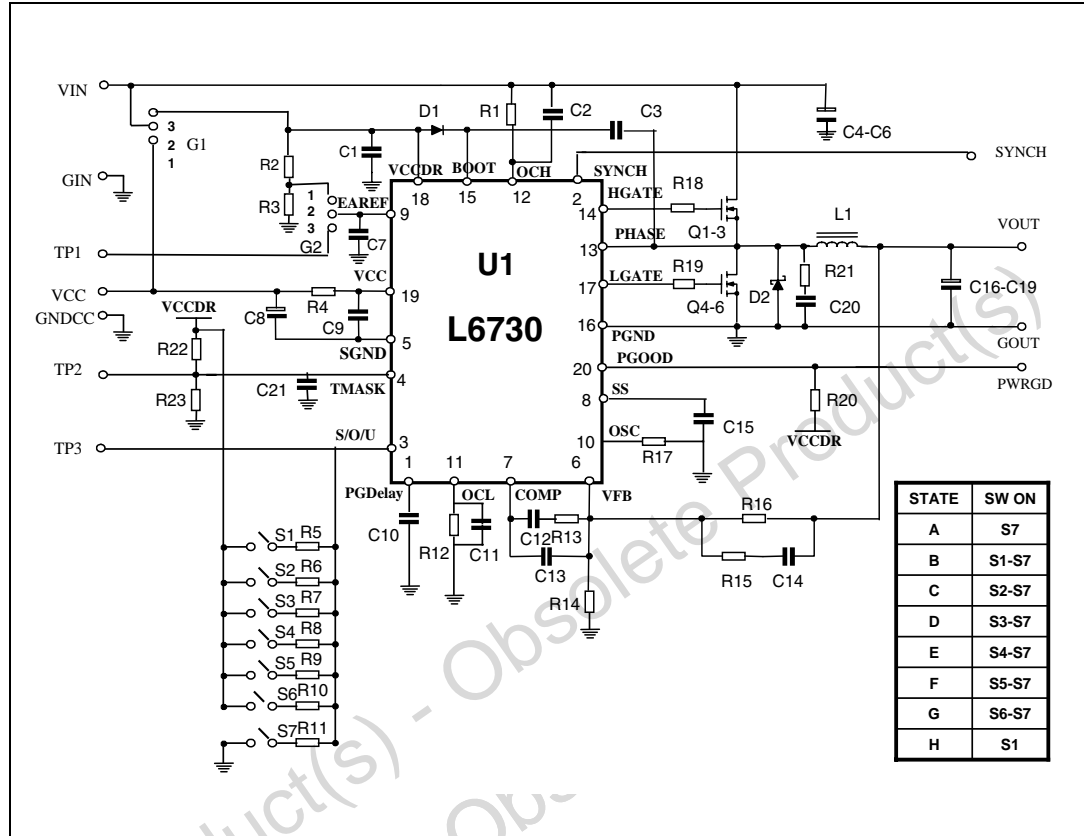 VIN
D1
R1
C2
C3
C4-C6
3
2
1
G1
C1
SYNCH
R2
VCCDR
BOOT
OCH
SYNCH
18
15
12
2
GIN
R3
1
2
3
G2
EAREF
9
C7
HGATE
14
R18
Q1-3
L1
VOUT
PHASE
13
TP1
VCC
U1
L6730
LGATE
17
R19
Q4-6
D2
R21
C20
C16-C19
VCC
VCCDR
C8
R4
C9
19
GNDCC
SGND
5
16
PGND
GOUT
R22
PGOOD
20
PWRGD
TP2
R23
C21
TMASK
4
SS
8
R20
C15
VCCDR
OSC
10
R17
TP3
S/O/U
3
1
11
7
6
PGDelay
OCL
COMP
VFB
C10
R12
C11
C12
R13
C13
R14
R16
R15
C14
S1
R5
S2
R6
S3
R7
S4
R8
S5
R9
S6
R10
S7
R11
STATE SW ON
A S7
B S1-S7
C S2-S7
D S3-S7
E S4-S7
F S5-S7
G S6-S7
H S1
duct(s) - Obsolete Product(s)
oduct(s)
Obs